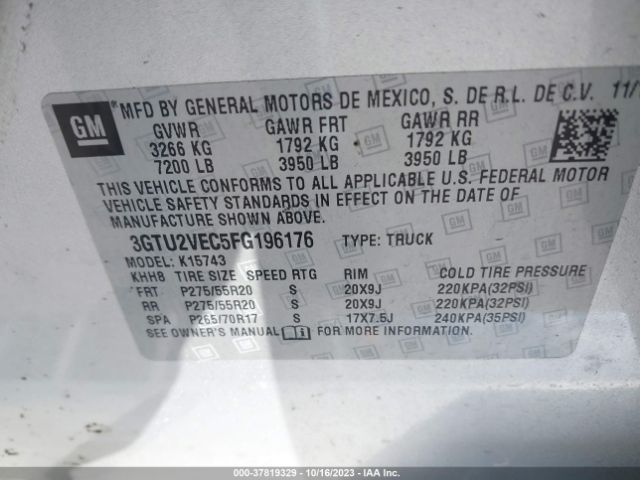 GM
*MFD BY GENERAL MOTORS DE MEXICO, S. DE R.L. DE C.V. 11/
GVWR GAWR FRT GAWR RR
3266 KG 1792 KG 1792 KG
7200 LB 3950 LB 3950 LB
THIS VEHICLE CONFORMS TO ALL APPLICABLE U.S. FEDERAL MOTOR
VEHICLE SAFETY STANDARDS IN EFFECT ON THE DATE OF
MANUFACTURE SHOWN ABOVE.
3GTU2VEC5FG196176 TYPE: TRUCK
MODEL: K15743
KHHB TIRE SIZE SPEED RTG RIM COLD TIRE PRESSURE
FRT P275/55R20 S 20X9J 220KPA(32PSI)
RR P275/55R20 S 20X9J 220KPA(32PSI)
SPA P265/70R17 S 17X7.5J 240KPA(35PSI)
SEE OWNER'S MANUAL FOR MORE INFORMATION.
000-37819329 | 10/16/2023 | IAA Inc.